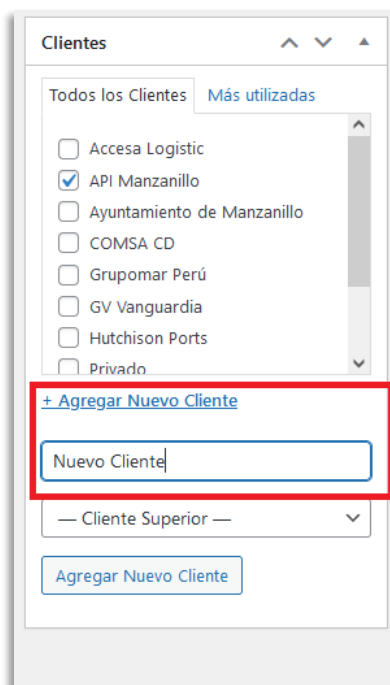 Clientes
Todos los Clientes Más utilizadas
Accesa Logistic
API Manzanillo
Ayuntamiento de Manzanillo
COMSA CD
Grupomar Perú
GV Vanguardia
Hutchison Ports
Privado
+ Agregar Nuevo Cliente
Nuevo Cliente
— Cliente Superior —
Agregar Nuevo Cliente